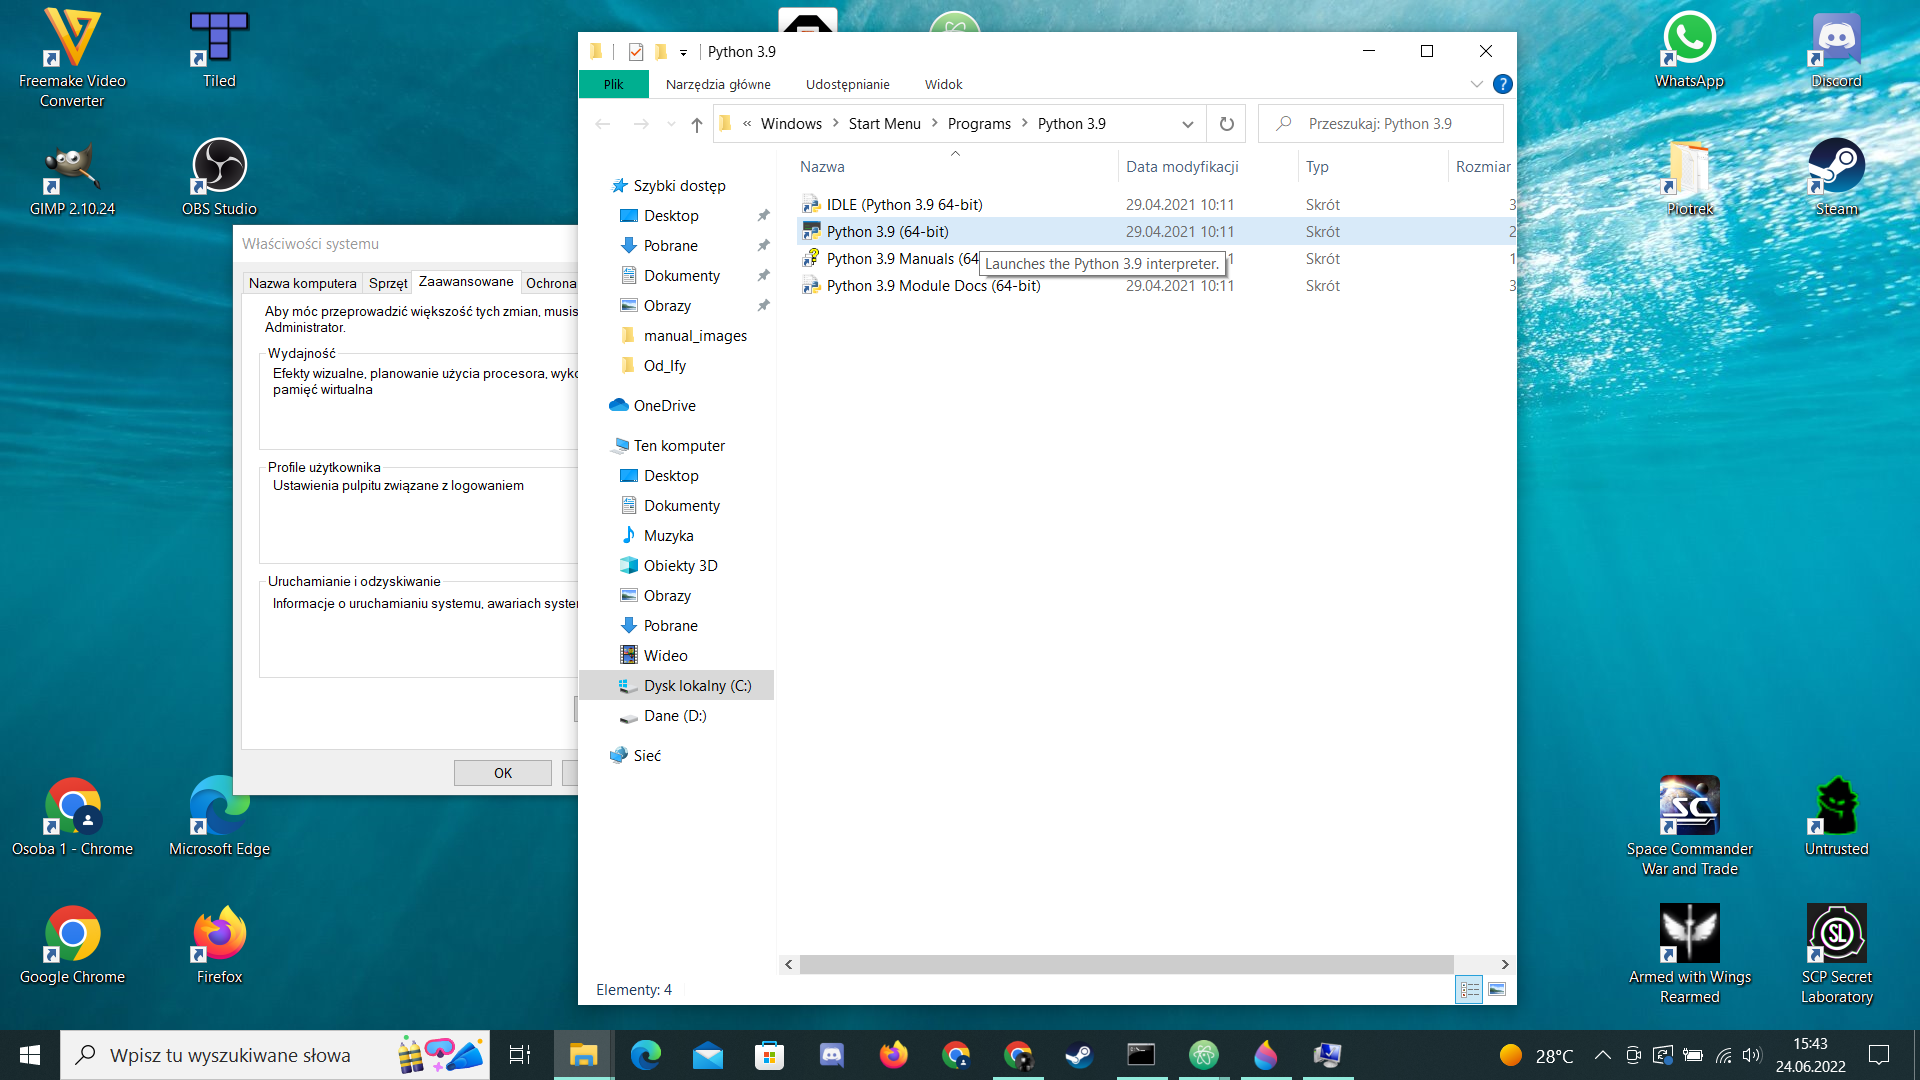 Freemake Video
Converter
Tiled
GIMP 2.10.24
OBS Studio
WhatsApp
Discord
Piotrek
Steam
Python 3.9
Plik
Narzędzia główne
Udostępnianie
Widok
?
« Windows > Start Menu > Programs > Python 3.9
Przeszukaj: Python 3.9
Nazwa
Data modyfikacji
Typ
Rozmiar
IDLE (Python 3.9 64-bit) 29.04.2021 10:11 Skrót 3
Python 3.9 (64-bit) 29.04.2021 10:11 Skrót 2
Python 3.9 Manuals (64 1 Skrót 1
Launches the Python 3.9 interpreter.
Python 3.9 Module Docs (64-bit) 29.04.2021 10:11 Skrót 3
Szybki dostęp
Desktop
Pobrane
Dokumenty
Obrazy
manual_images
Od_Ify
OneDrive
Ten komputer
Desktop
Dokumenty
Muzyka
Obiekty 3D
Obrazy
Pobrane
Wideo
Dysk lokalny (C:)
Dane (D:)
Sieć
Elementy: 4
Właściwości systemu
Nazwa komputera
Sprzęt
Zaawansowane
Ochrona
Aby móc przeprowadzić większość tych zmian, musis
Administrator.
Wydajność
Efekty wizualne, planowanie użycia procesora, wyko
pamięć wirtualna
Profile użytkownika
Ustawienia pulpitu związane z logowaniem
Uruchamianie i odzyskiwanie
Informacje o uruchamianiu systemu, awariach syste
OK
Osoba 1 - Chrome
Microsoft Edge
Google Chrome
Firefox
SC
Space Commander
War and Trade
Untrusted
Armed with Wings
Rearmed
SL
SCP Secret
Laboratory
Wpisz tu wyszukiwane słowa
28°C
15:43
24.06.2022